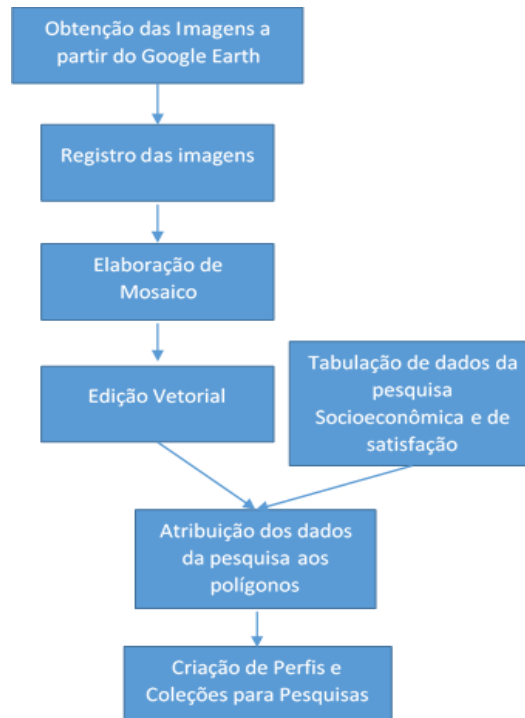 Obtenção das Imagens a
partir do Google Earth
Registro das imagens
Elaboração de
Mosaico
Edição Vetorial
Tabulação de dados da
pesquisa
Socioeconômica e de
satisfação
Atribuição dos dados
da pesquisa aos
polígonos
Criação de Perfis e
Coleções para Pesquisas